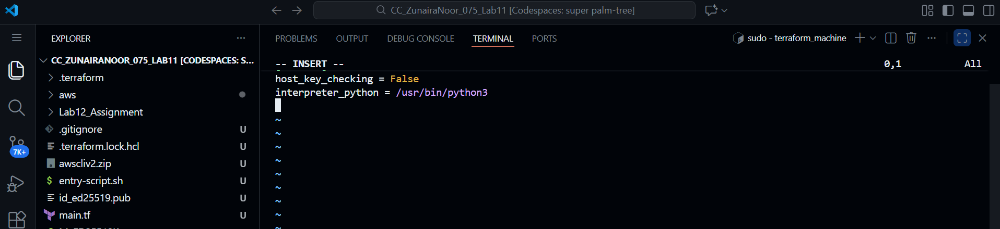 CC_ZunairaNoor_075_Lab11 [Codespaces: super palm-tree]
EXPLORER
CC_ZUNAIRANOOR_075_LAB11 [CODESPACES: S...
.terraform
aws
Lab12_Assignment
.gitignore U
.terraform.lock.hcl U
awscliv2.zip U
entry-script.sh U
id_ed25519.pub U
main.tf U
7K+
PROBLEMS OUTPUT DEBUG CONSOLE TERMINAL PORTS
sudo - terraform_machine
-- INSERT -- 0,1 All
host_key_checking = False
interpreter_python = /usr/bin/python3
~
~
~
~
~
~
~
~
~